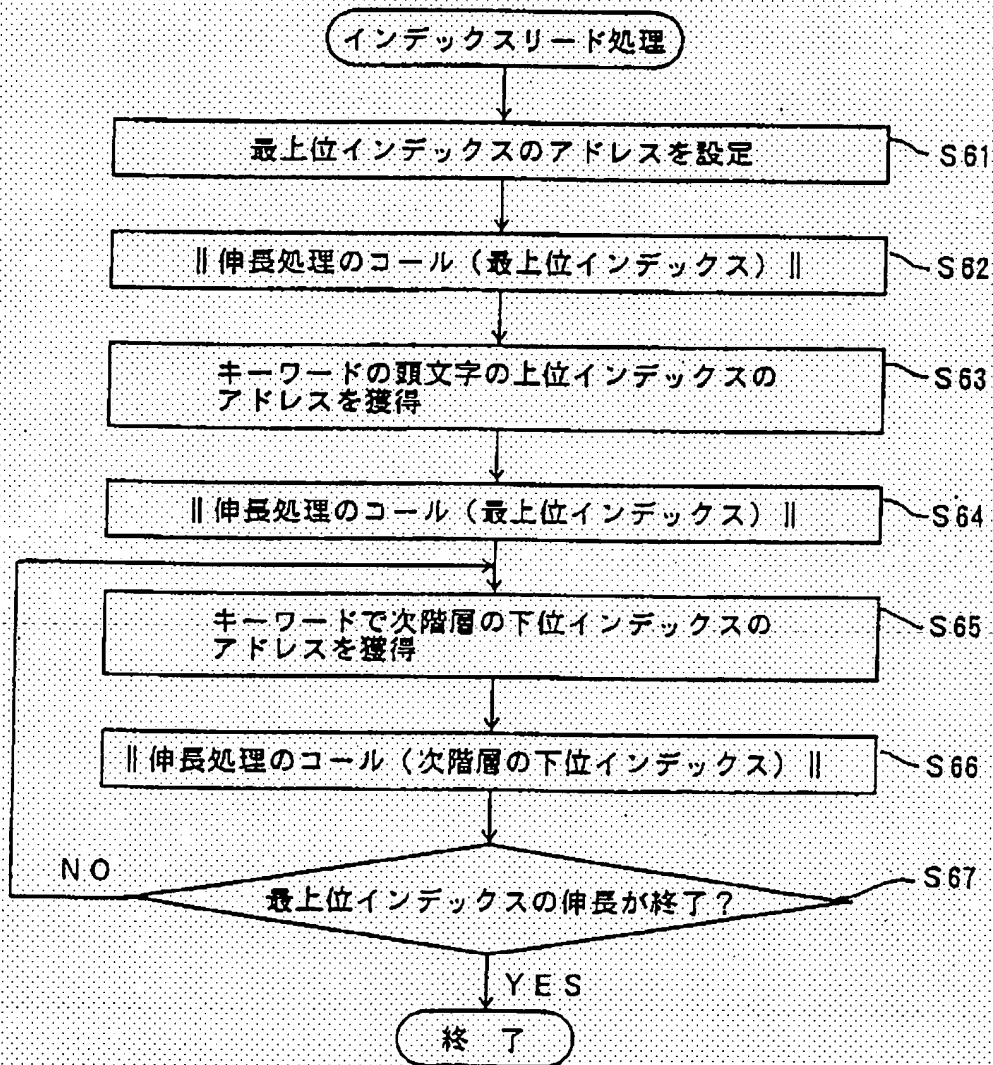 インデックスリード処理
最上位インデックスのアドレスを設定
S61
‖伸長処理のコール（最上位インデックス）‖
S62
キーワードの頭文字の上位インデックスの
アドレスを獲得
S63
‖伸長処理のコール（最上位インデックス）‖
S64
キーワードで次階層の下位インデックスの
アドレスを獲得
S65
‖伸長処理のコール（次階層の下位インデックス）‖
S66
NO
最上位インデックスの伸長が終了？
S67
YES
終了